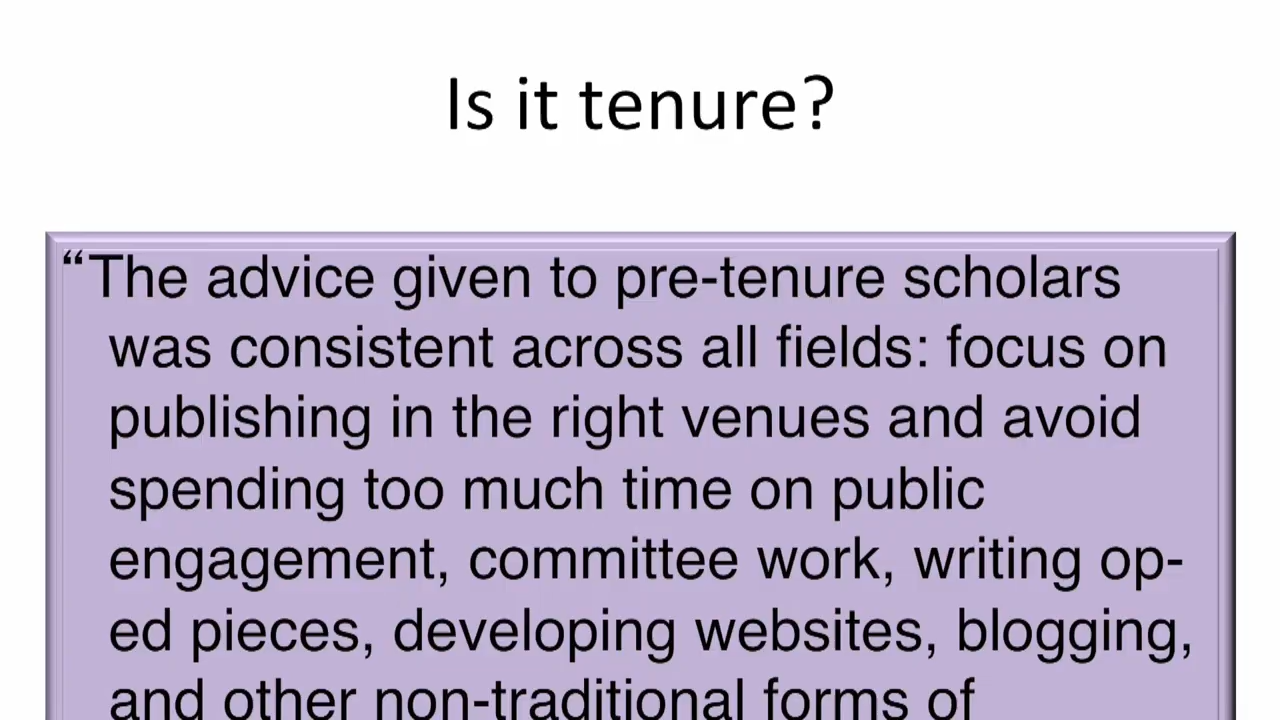 Is it tenure?
“The advice given to pre-tenure scholars
was consistent across all fields: focus on
publishing in the right venues and avoid
spending too much time on public
engagement, committee work, writing op-
ed pieces, developing websites, blogging,
and other non-traditional forms of